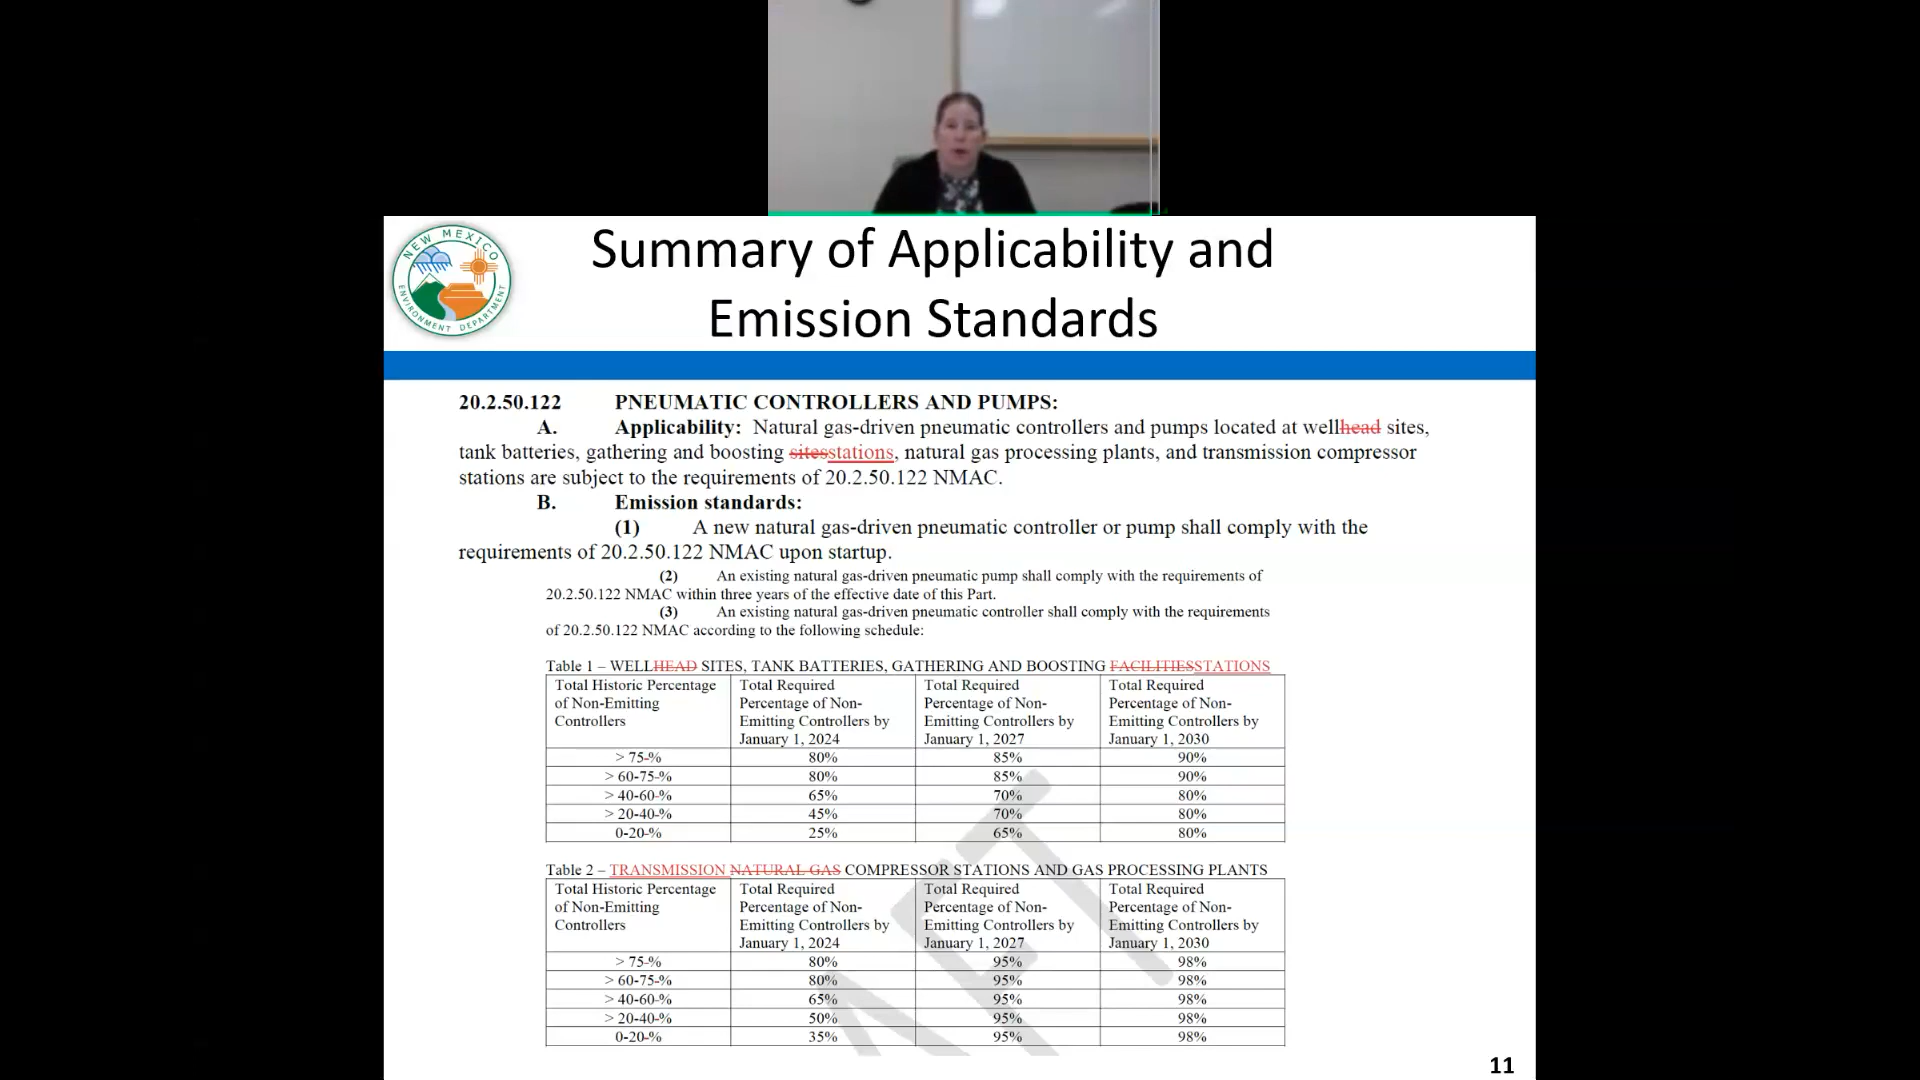 NEW MEXICO
ENVIRONMENT DEPARTMENT
Summary of Applicability and
Emission Standards
20.2.50.122 PNEUMATIC CONTROLLERS AND PUMPS:
A. Applicability: Natural gas-driven pneumatic controllers and pumps located at wellhead sites,
tank batteries, gathering and boosting sitesstations, natural gas processing plants, and transmission compressor
stations are subject to the requirements of 20.2.50.122 NMAC.
B. Emission standards:
(1) A new natural gas-driven pneumatic controller or pump shall comply with the
requirements of 20.2.50.122 NMAC upon startup.
(2) An existing natural gas-driven pneumatic pump shall comply with the requirements of
20.2.50.122 NMAC within three years of the effective date of this Part.
(3) An existing natural gas-driven pneumatic controller shall comply with the requirements
of 20.2.50.122 NMAC according to the following schedule:
Table 1 – WELLHEAD SITES, TANK BATTERIES, GATHERING AND BOOSTING FACILITIESSTATIONS
Total Historic Percentage Total Required Total Required Total Required
of Non-Emitting Percentage of Non- Percentage of Non- Percentage of Non-
Controllers Emitting Controllers by Emitting Controllers by Emitting Controllers by
January 1, 2024 January 1, 2027 January 1, 2030
> 75-% 80% 85% 90%
> 60-75-% 80% 85% 90%
> 40-60-% 65% 70% 80%
> 20-40-% 45% 70% 80%
0-20-% 25% 65% 80%
Table 2 – TRANSMISSION NATURAL GAS COMPRESSOR STATIONS AND GAS PROCESSING PLANTS
Total Historic Percentage Total Required Total Required Total Required
of Non-Emitting Percentage of Non- Percentage of Non- Percentage of Non-
Controllers Emitting Controllers by Emitting Controllers by Emitting Controllers by
January 1, 2024 January 1, 2027 January 1, 2030
> 75-% 80% 95% 98%
> 60-75-% 80% 95% 98%
> 40-60-% 65% 95% 98%
> 20-40-% 50% 95% 98%
0-20-% 35% 95% 98%
AFT
11